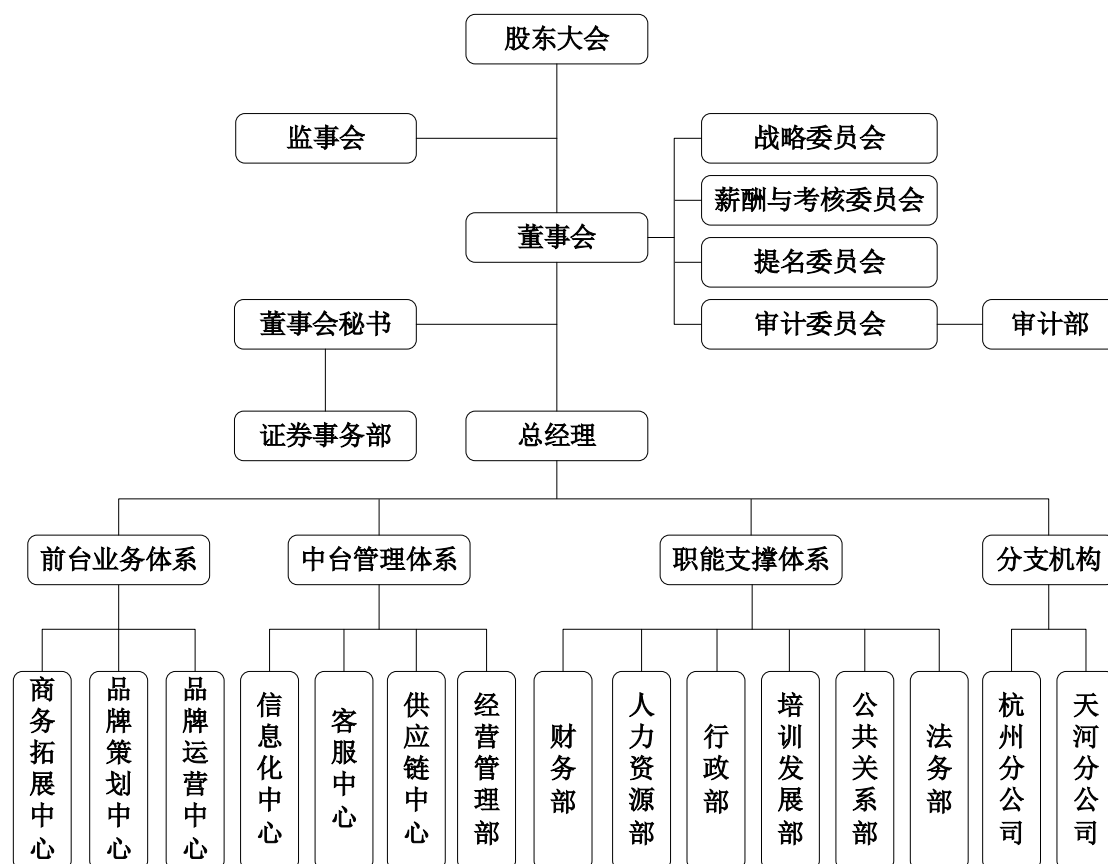 股东大会
监事会
战略委员会
薪酬与考核委员会
董事会
提名委员会
董事会秘书
审计委员会
审计部
证券事务部
总经理
前台业务体系
中台管理体系
职能支撑体系
分支机构
商务拓展中心
品牌策划中心
品牌运营中心
信息化中心
客服中心
供应链中心
经营管理部
财务部
人力资源部
行政部
培训发展部
公共关系部
法务部
杭州分公司
天河分公司